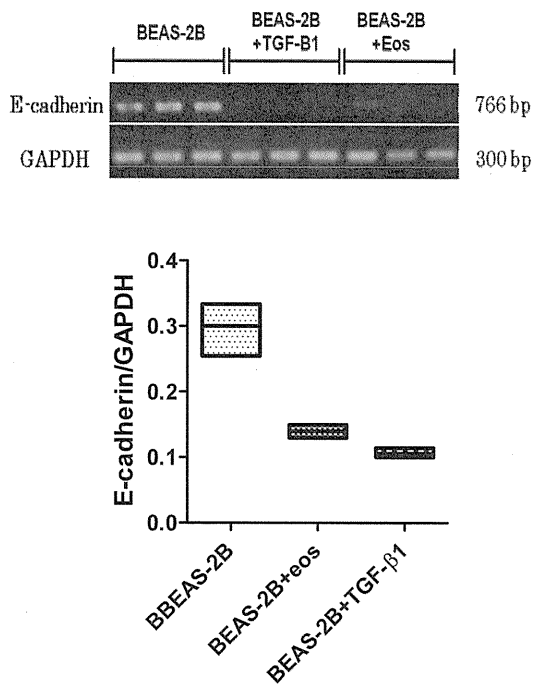 BEAS-2B
BEAS-2B
+TGF-B1
BEAS-2B
+Eos
E-cadherin
766 bp
GAPDH
300 bp
E-cadherin/GAPDH
0.4
0.3
0.2
0.1
0.0
BBEAS-2B
BEAS-2B+eos
BEAS-2B+TGF-β1